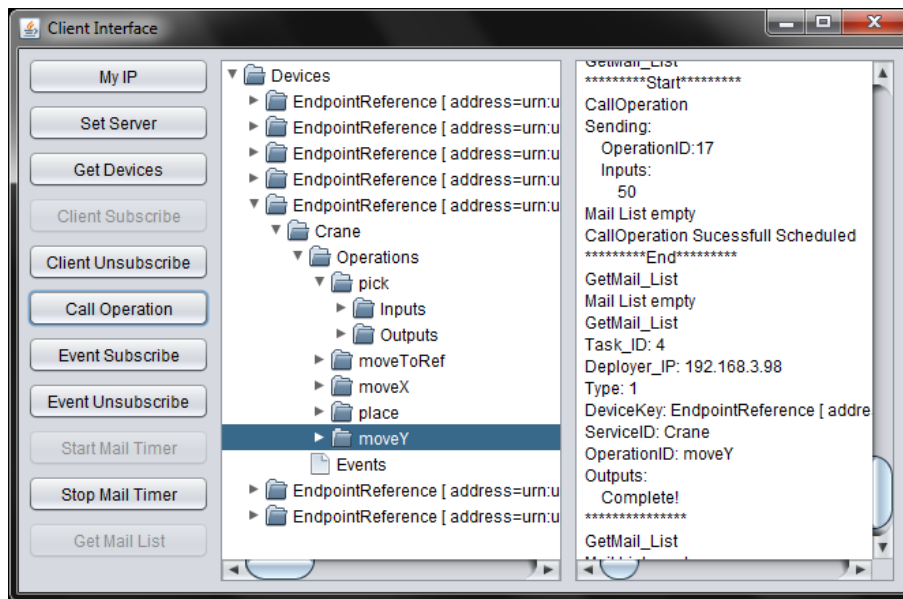 Client Interface
My IP
Set Server
Get Devices
Client Subscribe
Client Unsubscribe
Call Operation
Event Subscribe
Event Unsubscribe
Start Mail Timer
Stop Mail Timer
Get Mail List
Devices
EndpointReference [ address=urn:u
EndpointReference [ address=urn:u
EndpointReference [ address=urn:u
EndpointReference [ address=urn:u
EndpointReference [ address=urn:u
Crane
Operations
pick
Inputs
Outputs
moveToRef
moveX
place
moveY
Events
EndpointReference [ address=urn:u
EndpointReference [ address=urn:u
GetMail_List
*********Start*********
CallOperation
Sending:
OperationID:17
Inputs:
50
Mail List empty
CallOperation Sucessfull Scheduled
*********End*********
GetMail_List
Mail List empty
GetMail_List
Task_ID: 4
Deployer_IP: 192.168.3.98
Type: 1
DeviceKey: EndpointReference [ addre
ServiceID: Crane
OperationID: moveY
Outputs:
Complete!
***************
GetMail_List